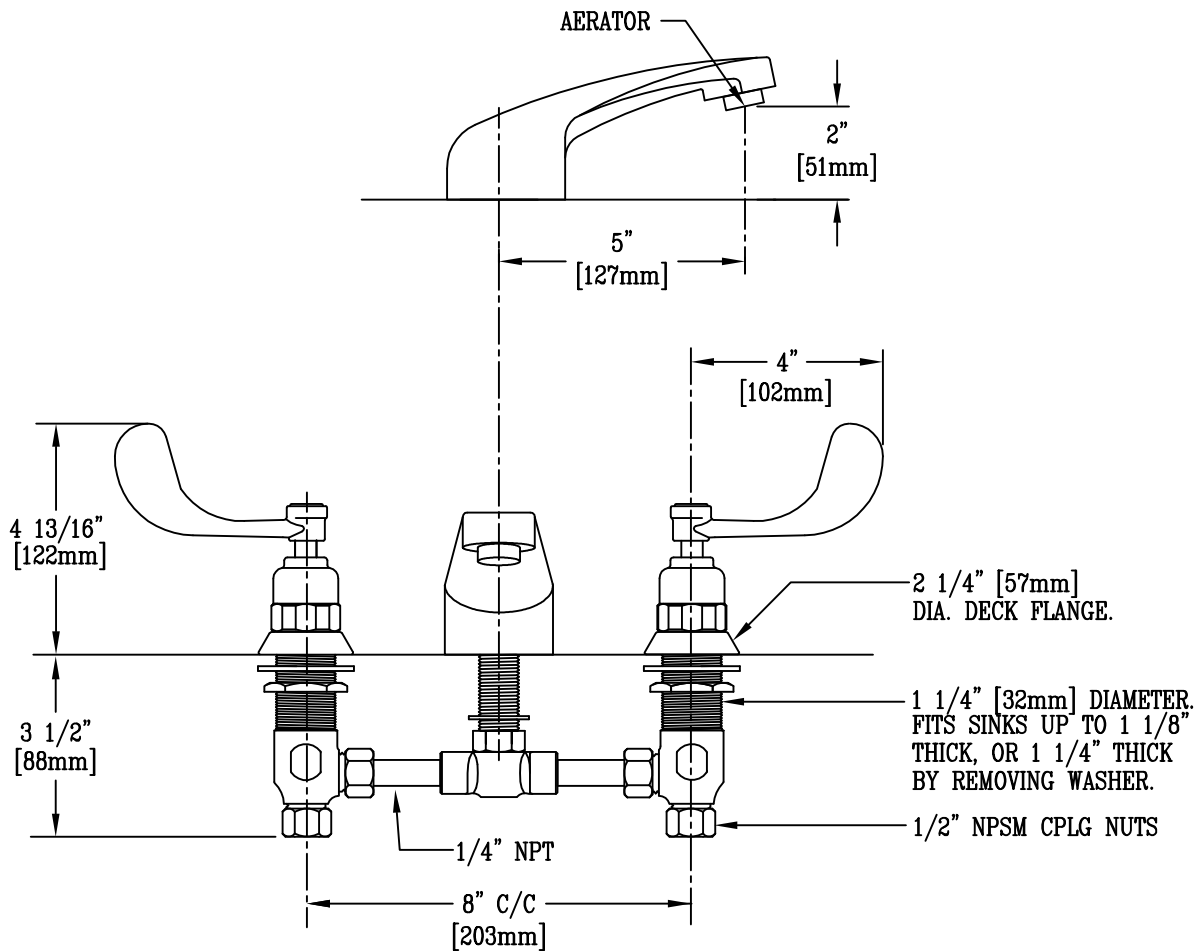 AERATOR
2"
[51mm]
5"
[127mm]
4"
[102mm]
4 13/16"
[122mm]
2 1/4" [57mm]
DIA. DECK FLANGE.
3 1/2"
[88mm]
1 1/4" [32mm] DIAMETER.
FITS SINKS UP TO 1 1/8"
THICK, OR 1 1/4" THICK
BY REMOVING WASHER.
1/2" NPSM CPLG NUTS
1/4" NPT
8" C/C
[203mm]